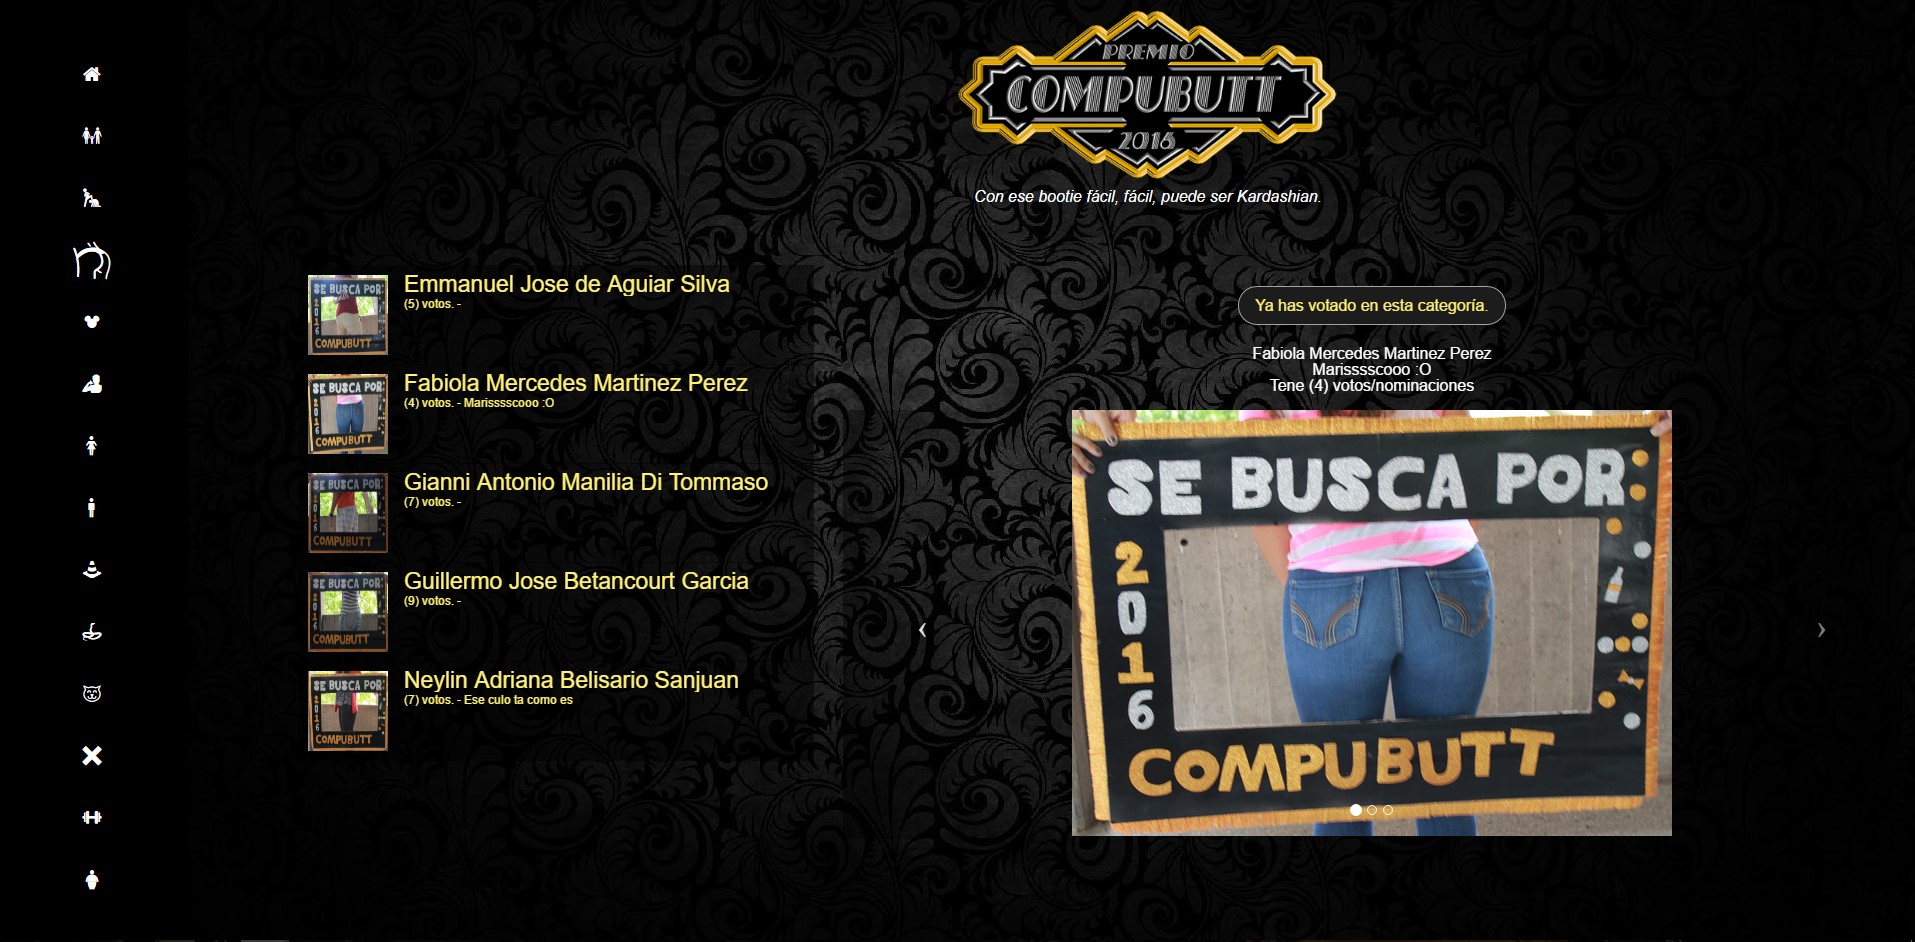 PREMIO
COMPUBUTT
2016
Con ese bootie fácil, fácil, puede ser Kardashian.
SE BUSCA POR:
2016
COMPUBUTT
Emmanuel Jose de Aguiar Silva
(5) votos. -
SE BUSCA POR:
2016
COMPUBUTT
Fabiola Mercedes Martinez Perez
(4) votos. - Marisssscooo :O
SE BUSCA POR:
2016
COMPUBUTT
Gianni Antonio Manilia Di Tommaso
(7) votos. -
SE BUSCA POR:
2016
COMPUBUTT
Guillermo Jose Betancourt Garcia
(9) votos. -
SE BUSCA POR:
2016
COMPUBUTT
Neylin Adriana Belisario Sanjuan
(7) votos. - Ese culo ta como es
Ya has votado en esta categoría.
Fabiola Mercedes Martinez Perez
Marisssscooo :O
Tene (4) votos/nominaciones
SE BUSCA POR:
2016
COMPUBUTT